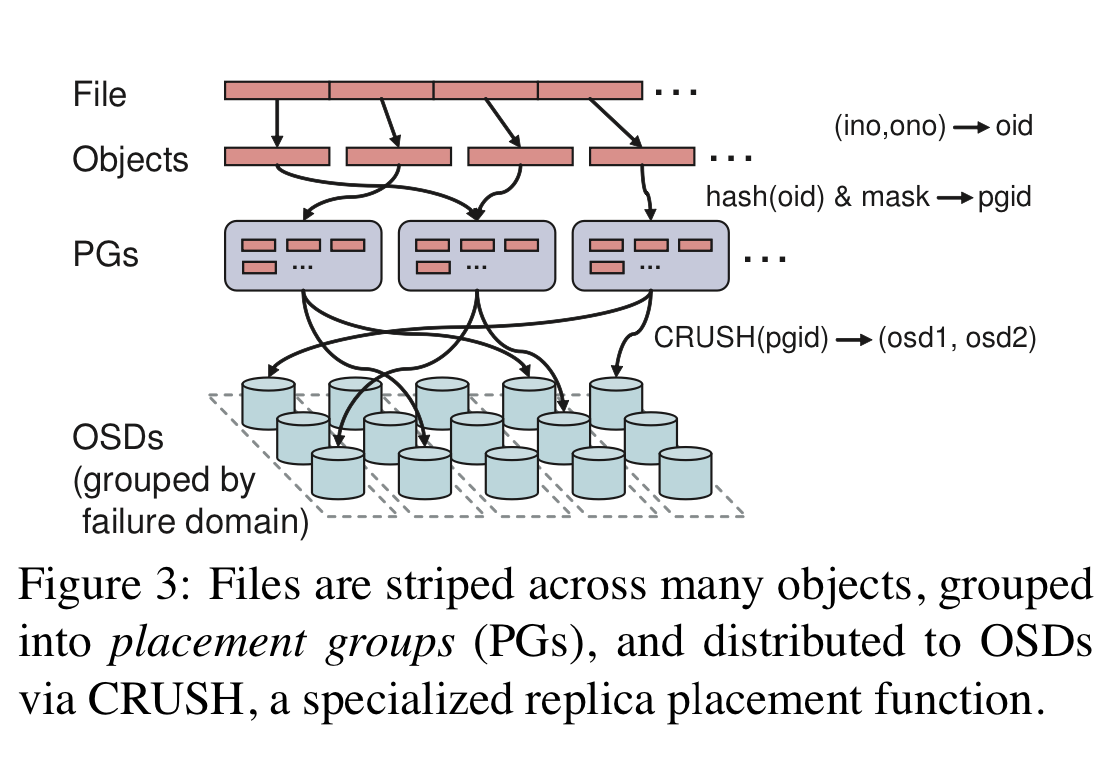 File
...
(ino,ono) → oid
Objects
...
hash(oid) & mask → pgid
PGs
... ... ...
...
CRUSH(pgid) → (osd1, osd2)
OSDs
(grouped by
failure domain)
Figure 3: Files are striped across many objects, grouped
into placement groups (PGs), and distributed to OSDs
via CRUSH, a specialized replica placement function.